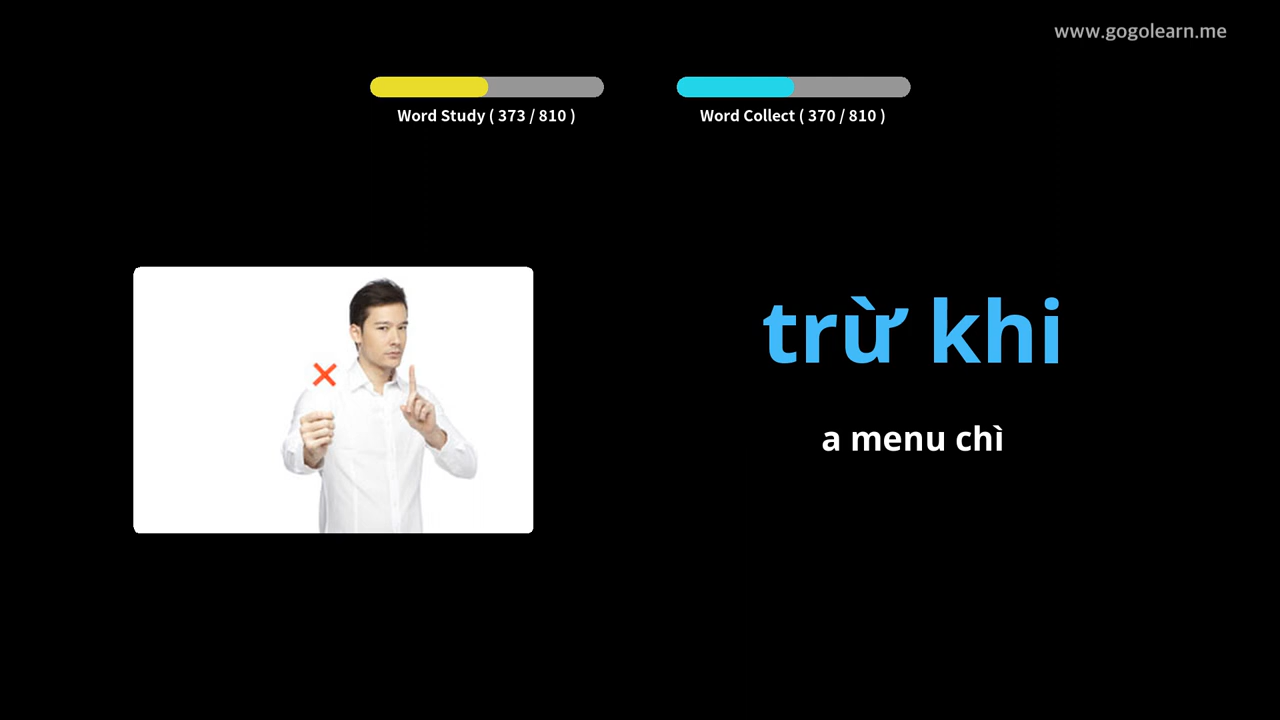 www.gogolearn.me
Word Study ( 373 / 810 )
Word Collect ( 370 / 810 )
trừ khi
a menu chì